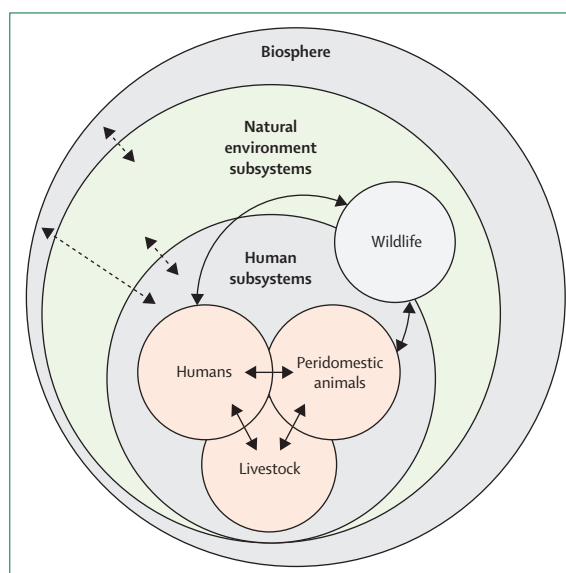 Biosphere
Natural
environment
subsystems
Wildlife
Human
subsystems
Humans
Peridomestic
animals
Livestock